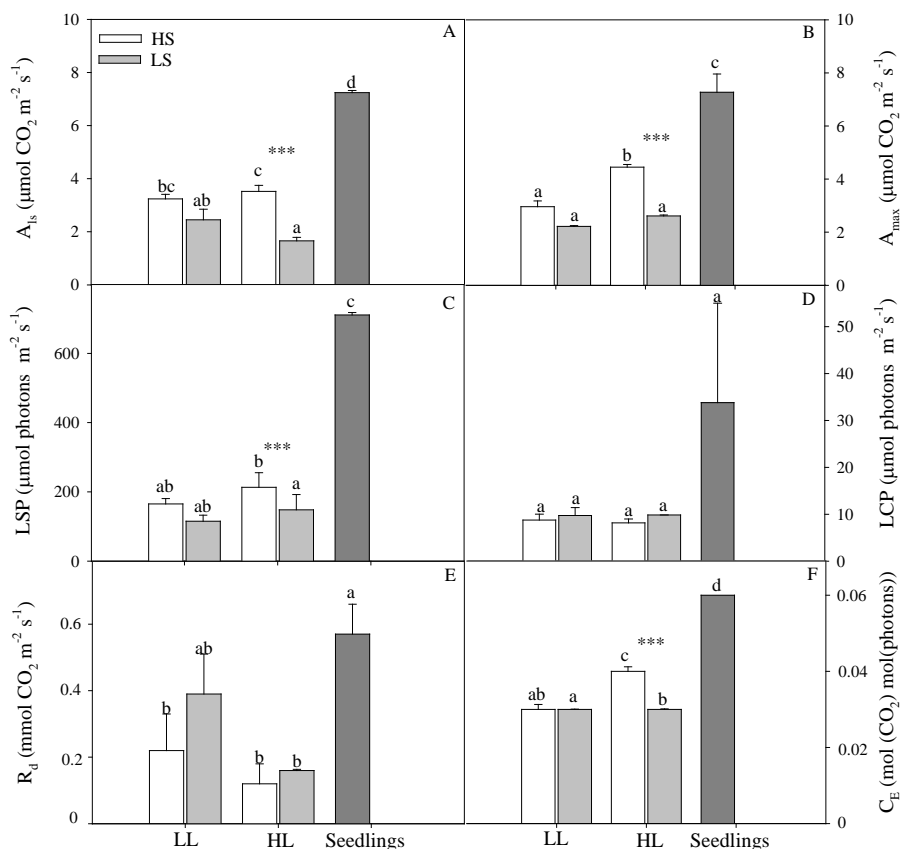 A
HS
LS
10
8
6
4
2
0
A_ls (µmol CO₂ m⁻² s⁻¹)
bc
ab
c
***
a
d
B
10
8
6
4
2
0
A_max (µmol CO₂ m⁻² s⁻¹)
a
a
b
***
a
c
C
600
400
200
0
LSP (µmol photons m⁻² s⁻¹)
ab
ab
b
***
a
c
D
50
40
30
20
10
0
LCP (µmol photons m⁻² s⁻¹)
a
a
a
a
a
E
0.6
0.4
0.2
0
R_d (mmol CO₂ m⁻² s⁻¹)
b
ab
b
b
a
LL
HL
Seedlings
F
0.06
0.04
0.02
0
C_E (mol (CO₂) mol(photons))
ab
a
c
***
b
d
LL
HL
Seedlings